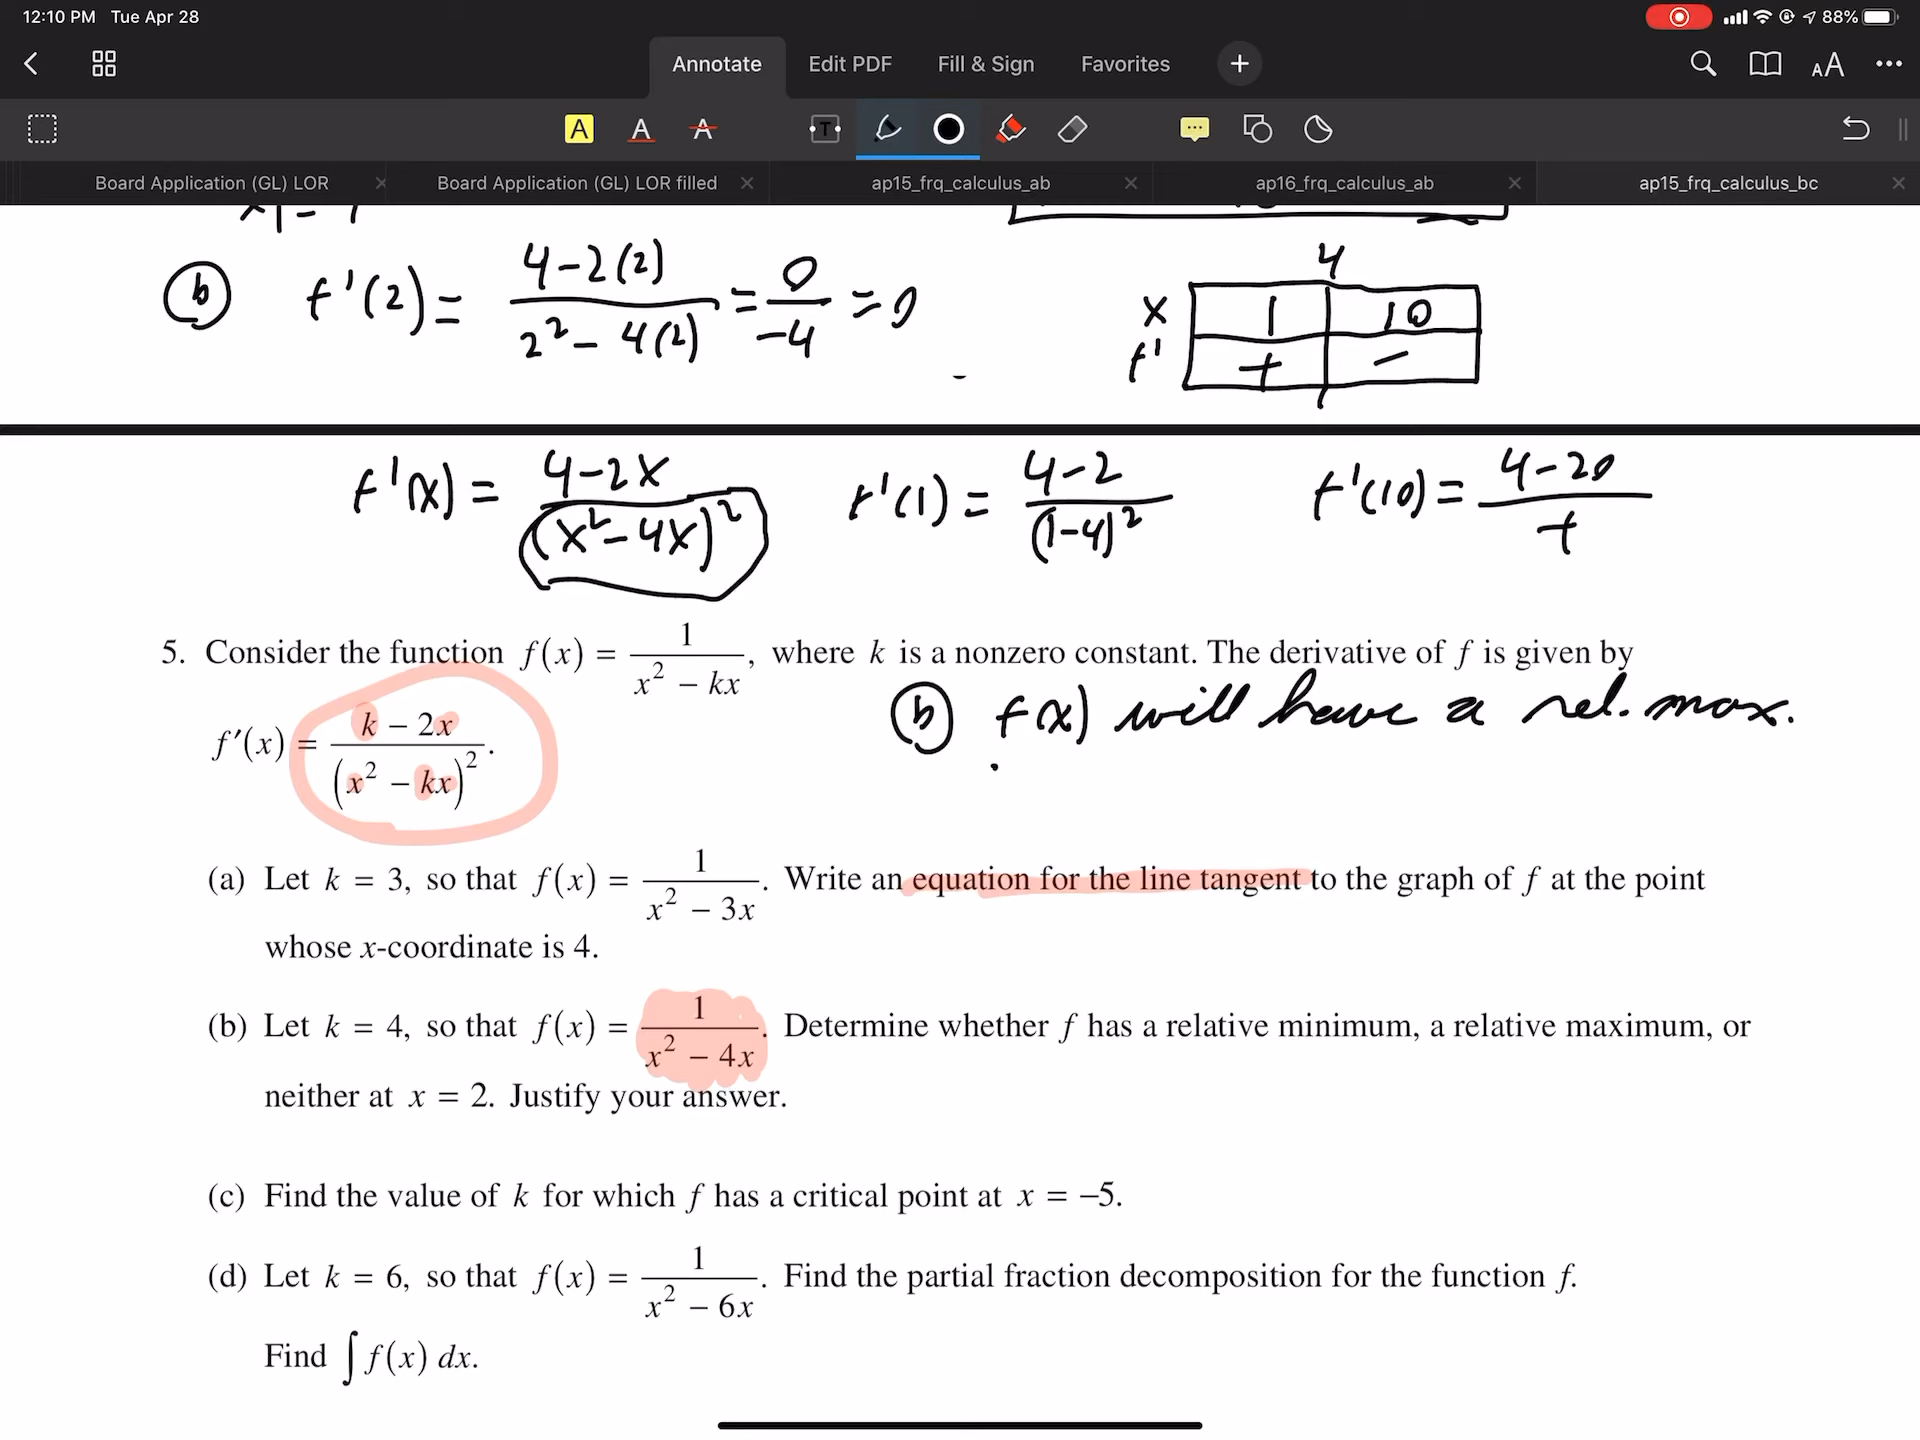 12:10 PM Tue Apr 28
88%
Annotate Edit PDF Fill & Sign Favorites +
AA
A A A T
Board Application (GL) LOR × Board Application (GL) LOR filled × ap15_frq_calculus_ab × ap16_frq_calculus_ab × ap15_frq_calculus_bc ×
(b) f'(2) = (4-2(2))/(2² - 4(2)) = 0/-4 = 0
4
x | 1 | 10
f' | + | -
f'(x) = (4-2x)/(x²-4x)² f'(1) = (4-2)/(1-4)² f'(10) = (4-20)/+
5. Consider the function f(x) = 1/(x² - kx), where k is a nonzero constant. The derivative of f is given by
(b) f(x) will have a rel. max.
f'(x) = (k - 2x)/(x² - kx)².
(a) Let k = 3, so that f(x) = 1/(x² - 3x). Write an equation for the line tangent to the graph of f at the point
whose x-coordinate is 4.
(b) Let k = 4, so that f(x) = 1/(x² - 4x). Determine whether f has a relative minimum, a relative maximum, or
neither at x = 2. Justify your answer.
(c) Find the value of k for which f has a critical point at x = −5.
(d) Let k = 6, so that f(x) = 1/(x² - 6x). Find the partial fraction decomposition for the function f.
Find ∫ f(x) dx.